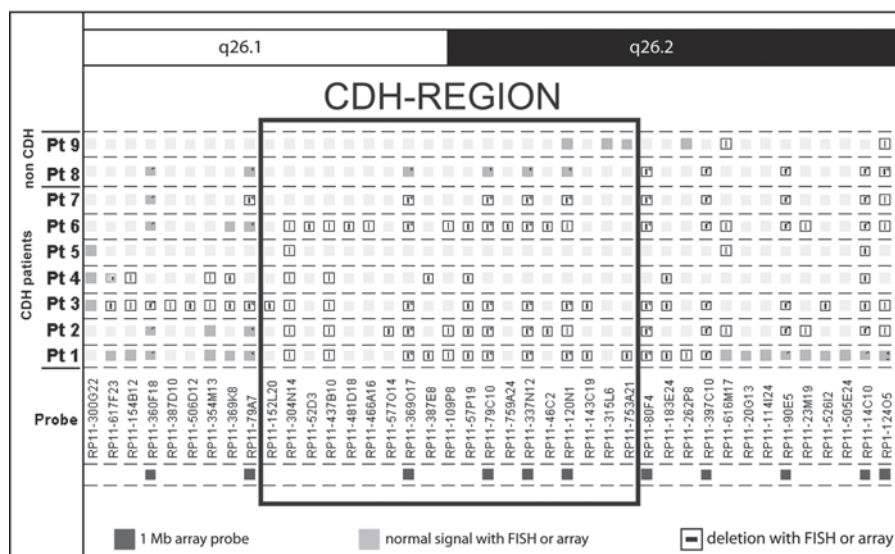 q26.1 q26.2
CDH-REGION
non CDH
Pt 9
Pt 8
CDH patients
Pt 7
Pt 6
Pt 5
Pt 4
Pt 3
Pt 2
Pt 1
Probe
RP11-300G22
RP11-617F23
RP11-154B12
RP11-360F18
RP11-387D10
RP11-506D12
RP11-354M13
RP11-369K8
RP11-79A7
RP11-152L20
RP11-304N14
RP11-52D3
RP11-437B10
RP11-481D18
RP11-466A16
RP11-577O14
RP11-369O17
RP11-387E8
RP11-109P8
RP11-57P19
RP11-79C10
RP11-759A24
RP11-337N12
RP11-46C2
RP11-120N1
RP11-143C19
RP11-315L6
RP11-753A21
RP11-80F4
RP11-183E24
RP11-262P8
RP11-397C10
RP11-616M17
RP11-20G13
RP11-114I24
RP11-90E5
RP11-23M19
RP11-526I2
RP11-505E24
RP11-14C10
RP11-124O5
1 Mb array probe normal signal with FISH or array deletion with FISH or array